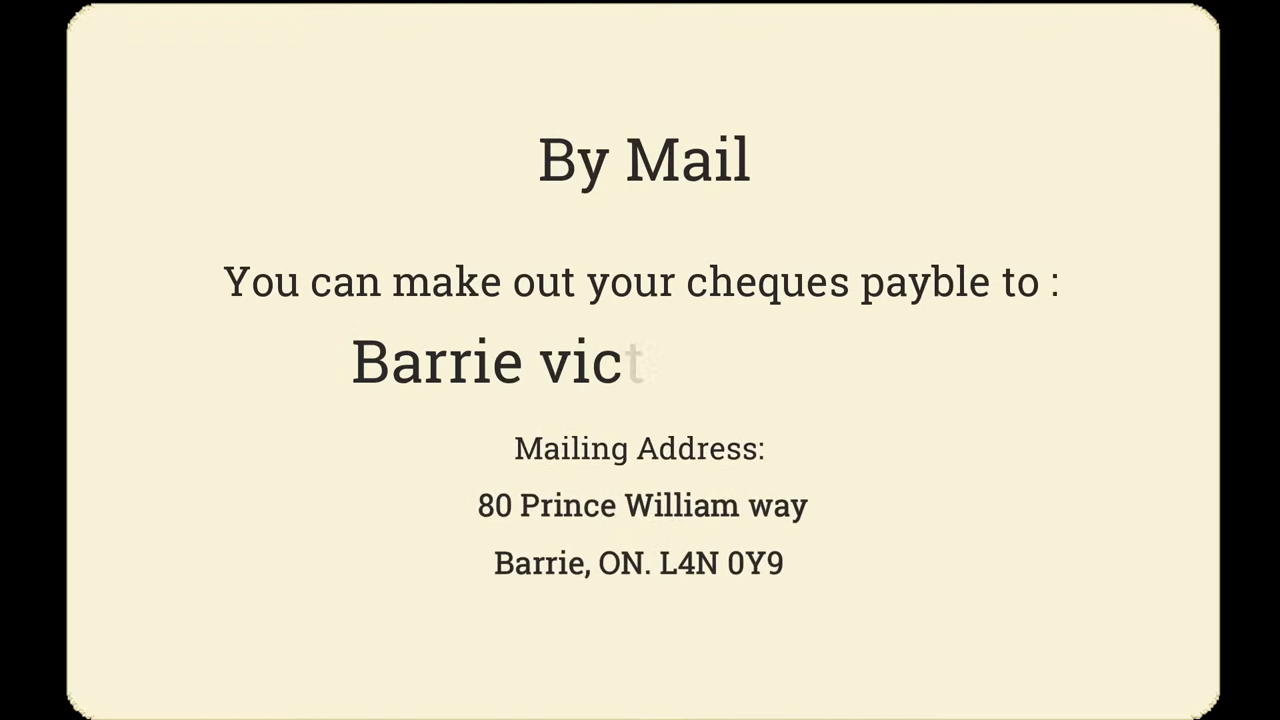 By Mail
You can make out your cheques payble to :
Barrie vict
Mailing Address:
80 Prince William way
Barrie, ON. L4N 0Y9